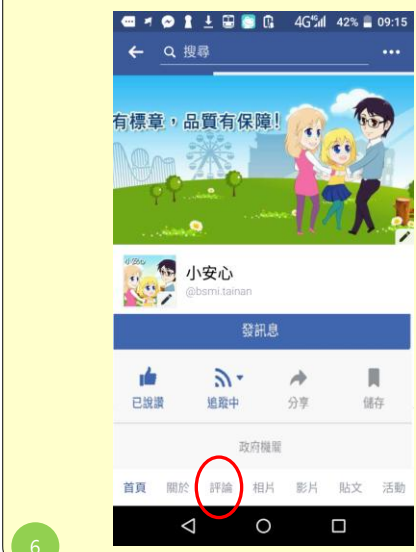 4G 42% 09:15
搜尋
有標章，品質有保障!
小安心
@bsmi.tainan
發訊息
已說讚 追蹤中 分享 儲存
政府機關
首頁 關於 評論 相片 影片 貼文 活動
6